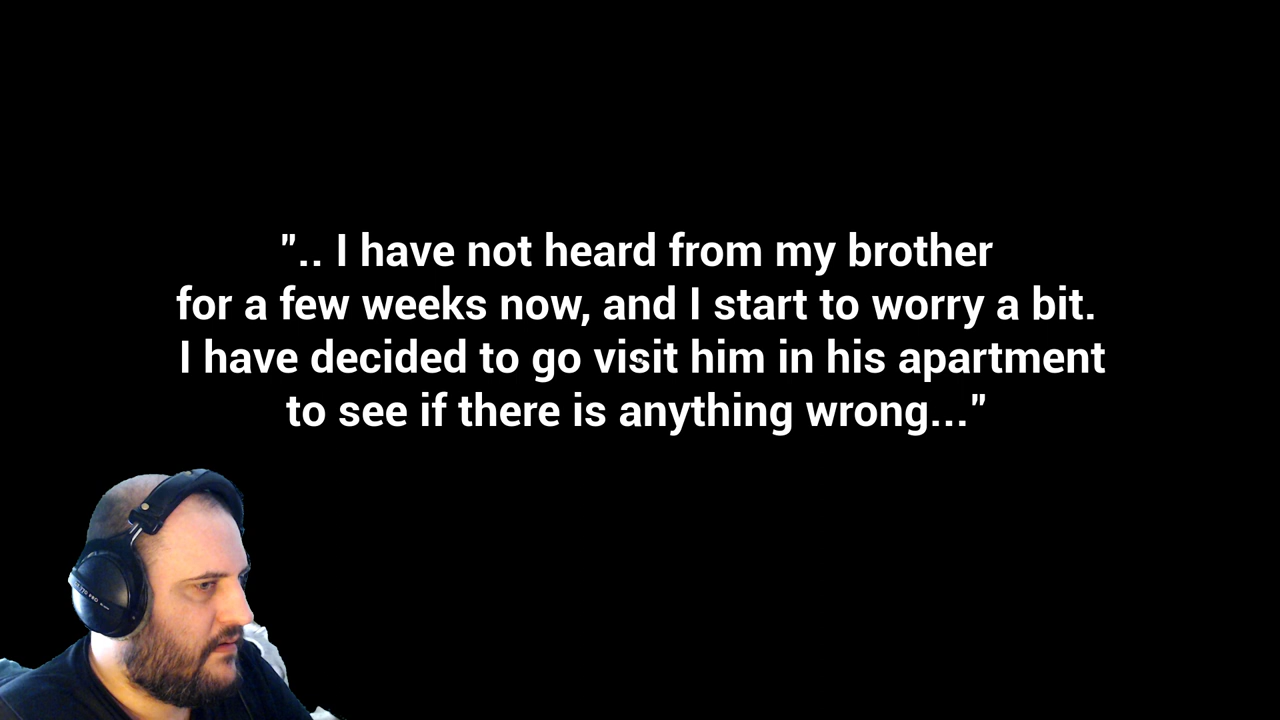 ".. I have not heard from my brother
for a few weeks now, and I start to worry a bit.
I have decided to go visit him in his apartment
to see if there is anything wrong..."